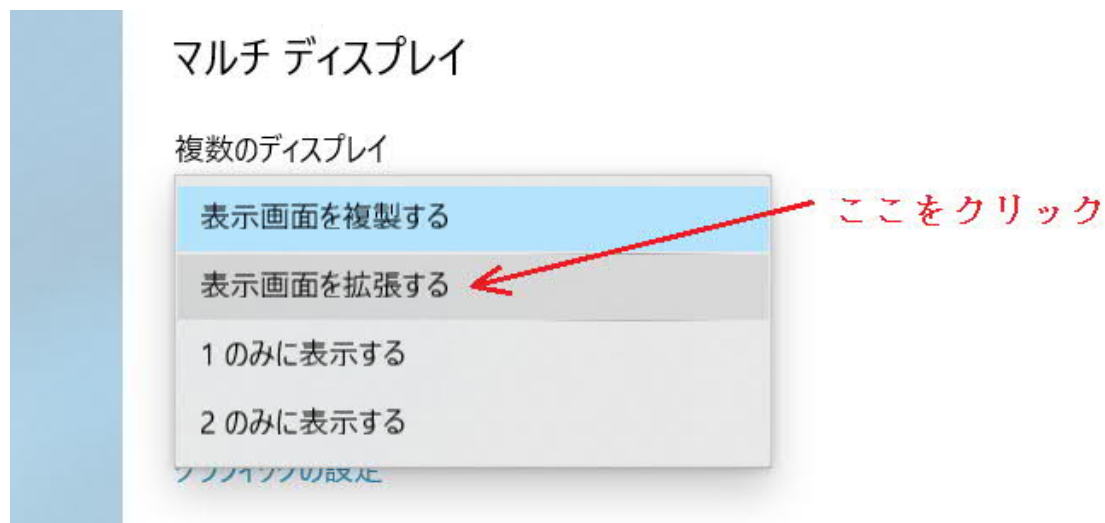 マルチ ディスプレイ
複数のディスプレイ
表示画面を複製する
ここをクリック
表示画面を拡張する
1 のみに表示する
2 のみに表示する
の設定